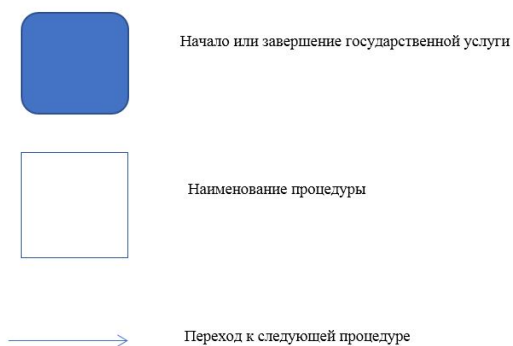 Начало или завершение государственной услуги
Наименование процедуры
Переход к следующей процедуре